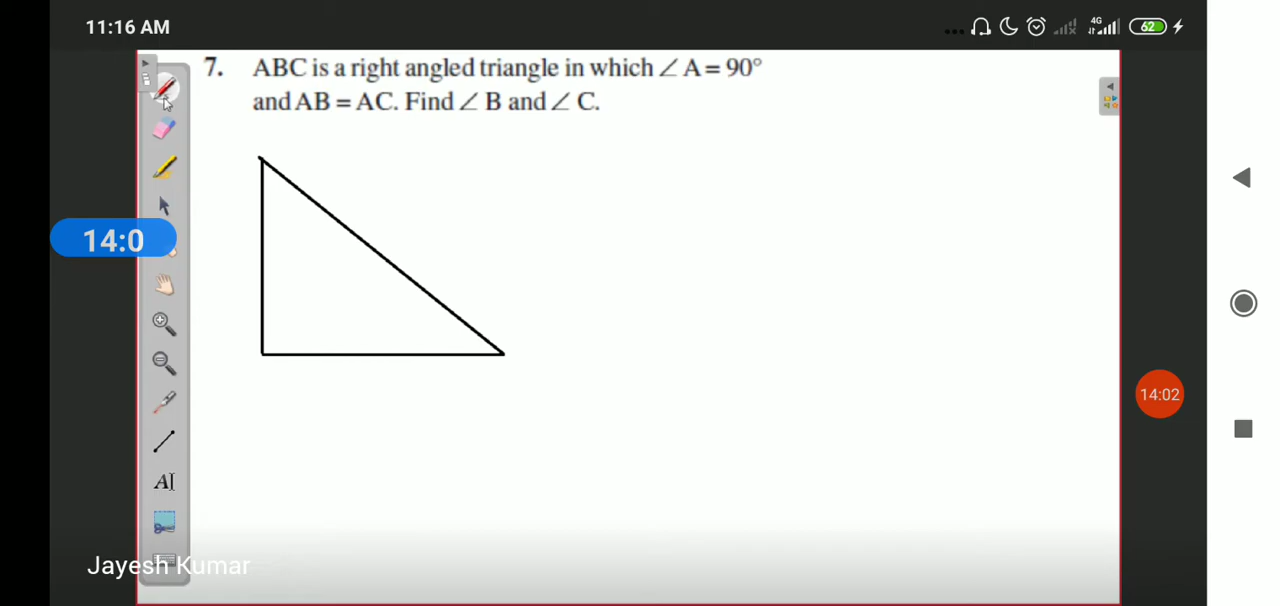 11:16 AM
4G
62
7. ABC is a right angled triangle in which ∠ A = 90°
and AB = AC. Find ∠ B and ∠ C.
14:0
14:02
A
Jayesh Kumar